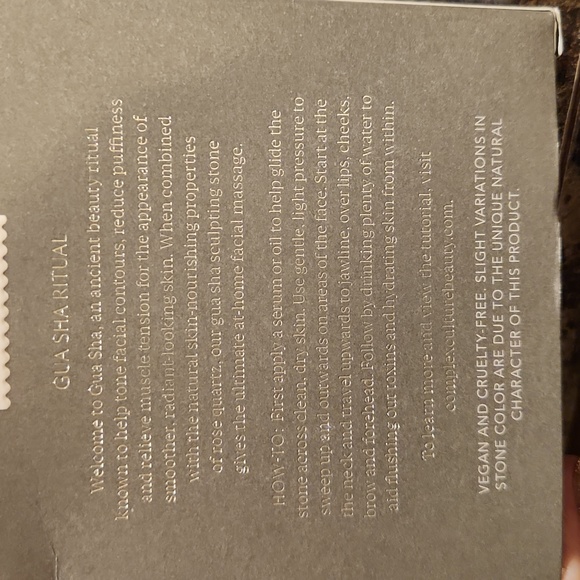 GUA SHA RITUAL
Welcome to Gua Sha, an ancient beauty ritual
known to help tone facial contours, reduce puffiness
and relieve muscle tension for the appearance of
smoother, radiant-looking skin. When combined
with the natural skin-nourishing properties
of rose quartz, our gua sha sculpting stone
gives the ultimate at-home facial massage.
HOW-TO: First apply a serum or oil to help glide the
stone across clean, dry skin. Use gentle, light pressure to
sweep up and outwards on areas of the face. Start at the
the neck and travel upwards to jawline, over lips, cheeks,
brow and forehead. Follow by drinking plenty of water to
aid flushing out toxins and hydrating skin from within.
To learn more and view the tutorial, visit
complexculturebeauty.com.
VEGAN AND CRUELTY-FREE. SLIGHT VARIATIONS IN
STONE COLOR ARE DUE TO THE UNIQUE NATURAL
CHARACTER OF THIS PRODUCT.